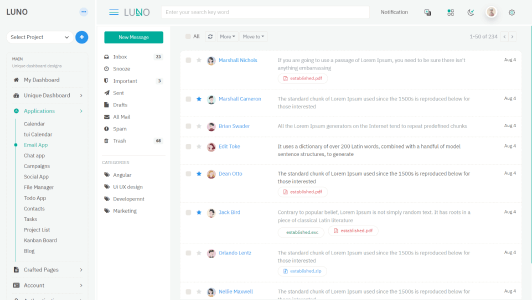 LUNO
Select Project
MAIN
Unique dashboard designs
My Dashboard
Unique Dashboard
Applications
Calendar
Email App
Chat app
Campaigns
Social App
File Manager
Todo App
Contacts
Tasks
Project List
Kanban Board
Blog
Crafted Pages
Account
LUNO
Enter your search key word
Notification
New Message
Inbox
Snooze
Important
5
Sent
Drafts
All Mail
Spam
Trash
CATEGORIES
Angular
UI UX design
Development
Marketing
All
More
Move to
1-50 of 234
Marshall Nichols
If you are going to use a passage of Lorem Ipsum, you need to be sure there isn't
anything embarrassing
established.pdf
Aug 4
Marshall Cameron
The standard chunk of Lorem Ipsum used since the 1500s is reproduced below for
those interested
Aug 4
Brian Swader
All the Lorem Ipsum generators on the Internet tend to repeat predefined chunks
Aug 4
Erik Toke
It uses a dictionary of over 200 Latin words, combined with a handful of model
sentence structures, to generate
Aug 4
Dean Otto
The standard chunk of Lorem Ipsum used since the 1500s is reproduced below for
those interested
established.pdf
Aug 4
Jack Bird
Contrary to popular belief, Lorem Ipsum is not simply random text. It has roots in a
piece of classical Latin literature
established.pdf
Aug 4
Orlando Lentz
The standard chunk of Lorem Ipsum used since the 1500s is reproduced below for
those interested
established.zip
Aug 4
Nellie Maxwell
The standard chunk of Lorem Ipsum used since the 1500s is reproduced below for
those interested
Aug 4